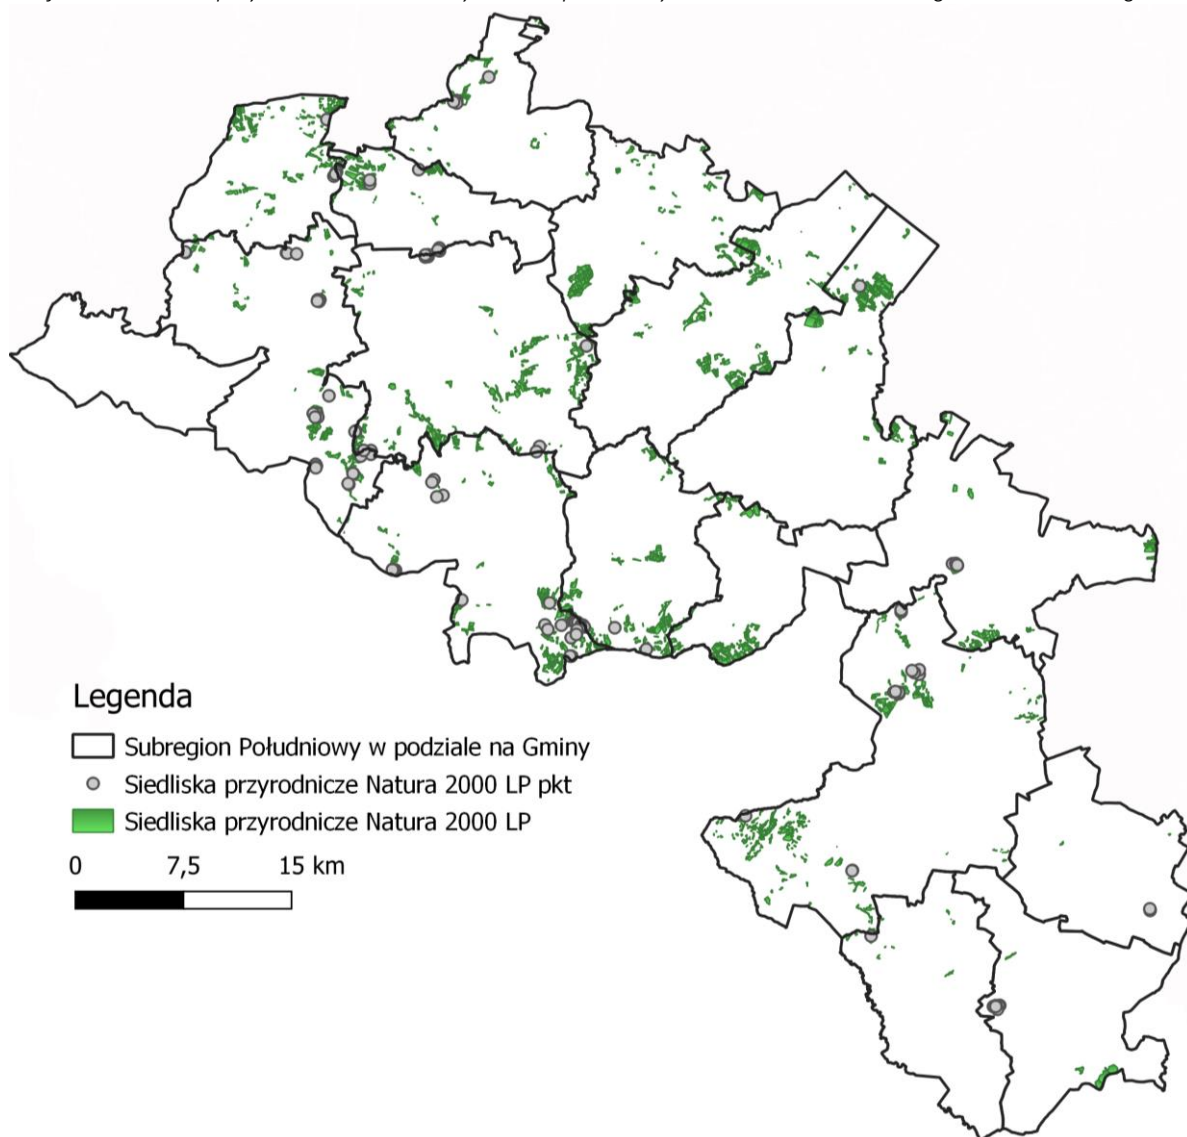 Legenda
Subregion Południowy w podziale na Gminy
Siedliska przyrodnicze Natura 2000 LP pkt
Siedliska przyrodnicze Natura 2000 LP
0 7,5 15 km